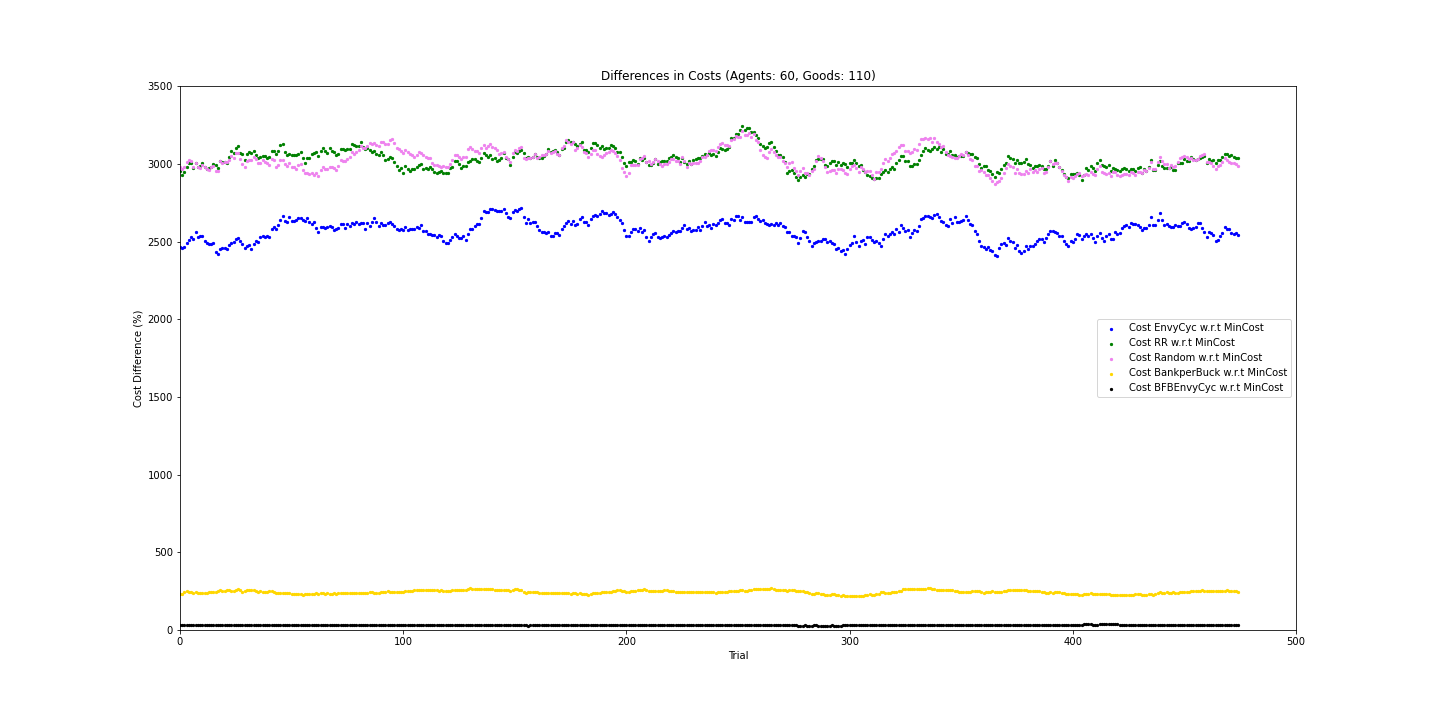 Differences in Costs (Agents: 60, Goods: 110)
3500
3000
2500
2000
1500
1000
500
0
Cost Difference (%)
Cost EnvyCyc w.r.t MinCost
Cost RR w.r.t MinCost
Cost Random w.r.t MinCost
Cost BankperBuck w.r.t MinCost
Cost BFBEnvyCyc w.r.t MinCost
0 100 200 300 400 500
Trial